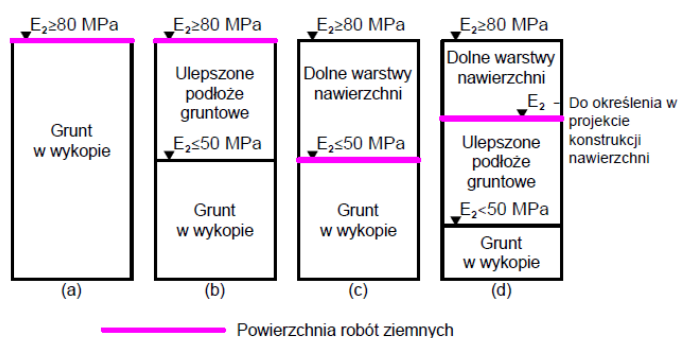 E₂≥80 MPa
Grunt
w wykopie
(a)
E₂≥80 MPa
Ulepszone
podłoże
gruntowe
E₂≤50 MPa
Grunt
w wykopie
(b)
E₂≥80 MPa
Dolne warstwy
nawierzchni
E₂≤50 MPa
Grunt
w wykopie
(c)
E₂≥80 MPa
Dolne warstwy
nawierzchni
E₂ – Do określenia w
projekcie
konstrukcji
nawierzchni
Ulepszone
podłoże
gruntowe
E₂<50 MPa
Grunt
w wykopie
(d)
Powierzchnia robót ziemnych